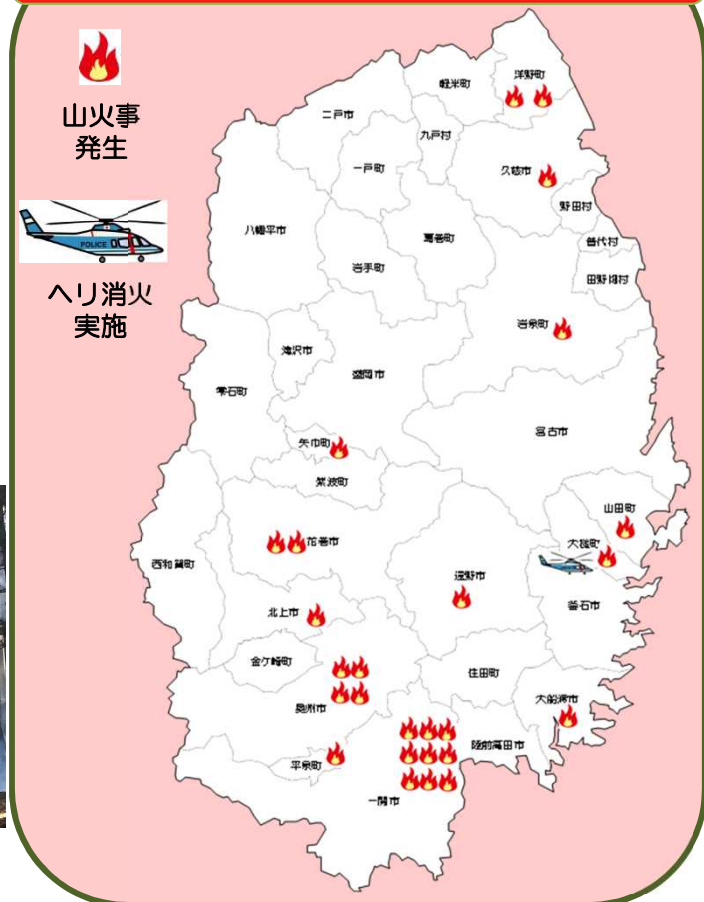 山火事
発生
POLICE
ヘリ消火
実施
洋野町
軽米町
二戸市
九戸村
一戸町
久慈市
野田村
八幡平市
葛巻町
普代村
岩手町
田野畑村
岩泉町
滝沢市
盛岡市
雫石町
宮古市
矢巾町
紫波町
山田町
花巻市
大槌町
西和賀町
遠野市
釜石市
北上市
金ケ崎町
住田町
奥州市
大船渡市
陸前高田市
平泉町
一関市